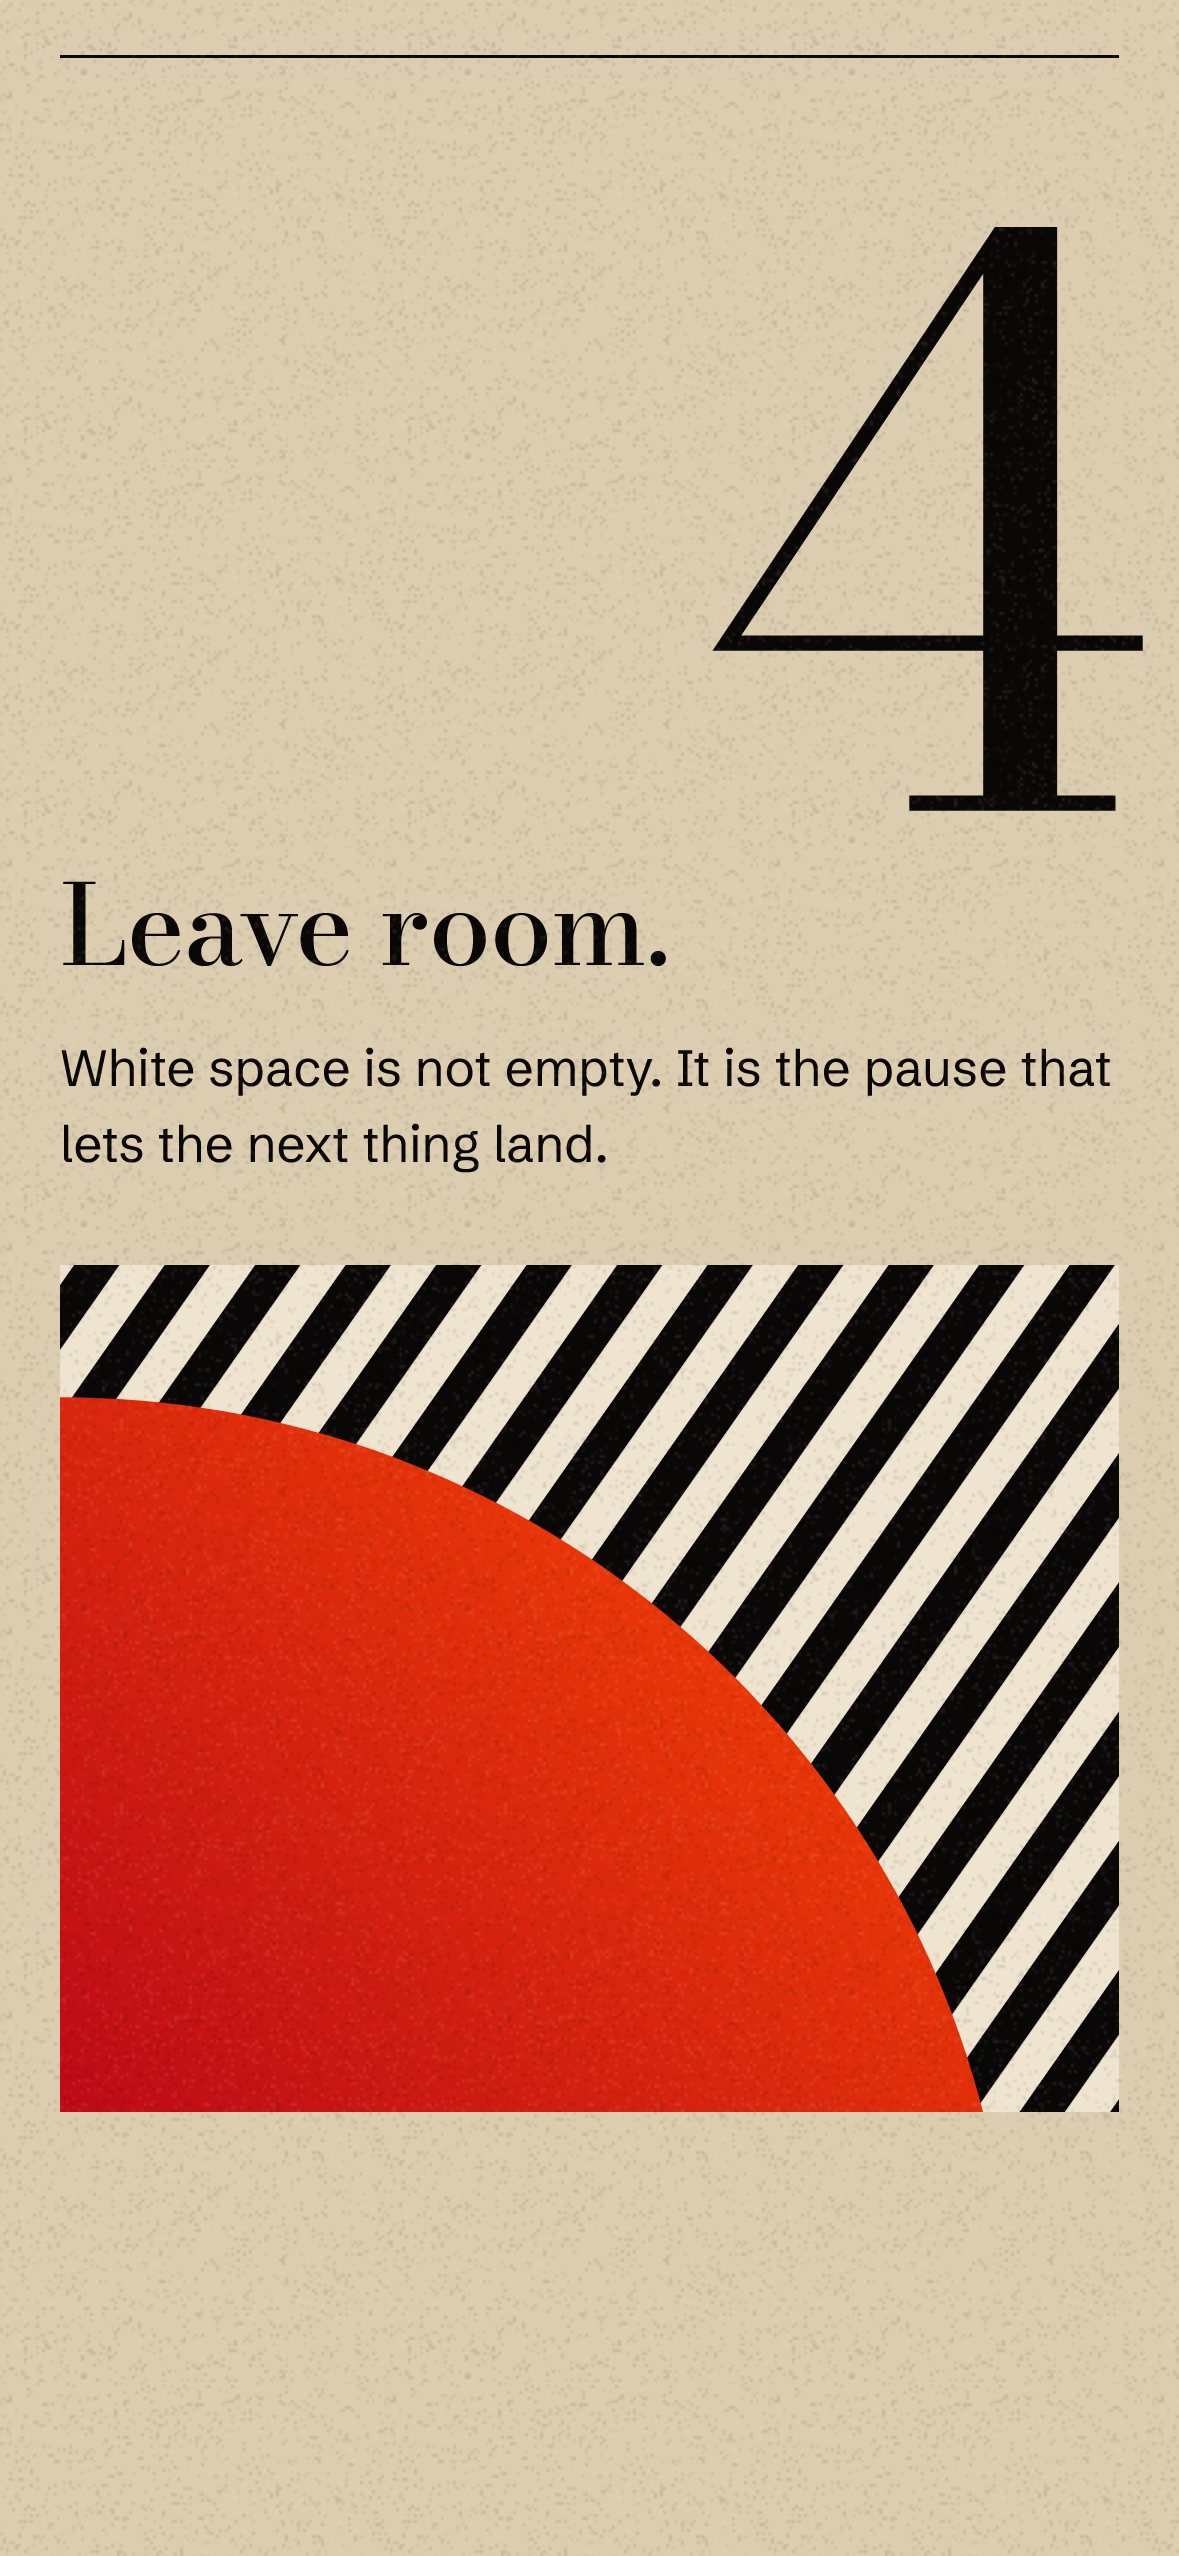 4
Leave room.
White space is not empty. It is the pause that
lets the next thing land.